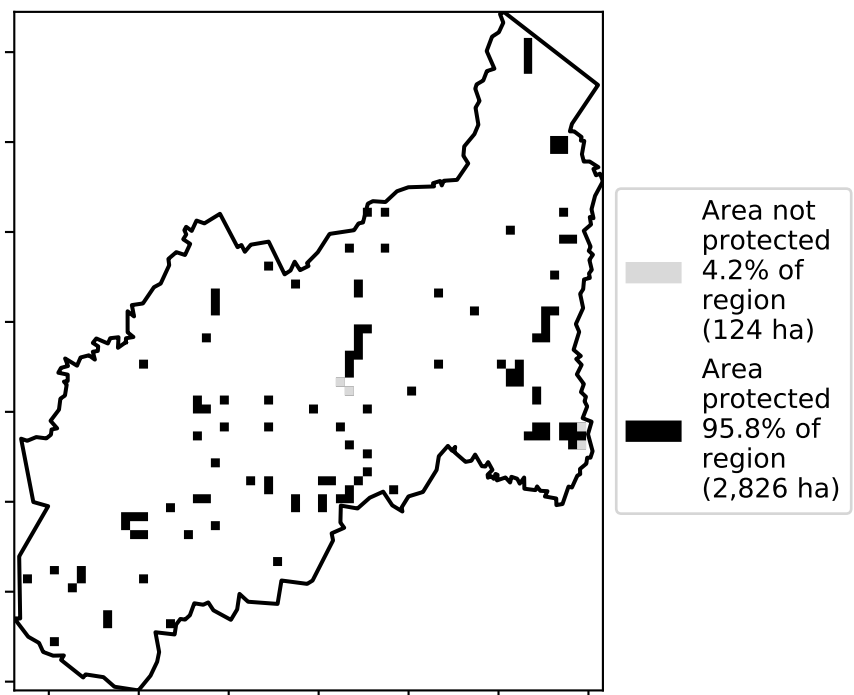 Area not
protected
4.2% of
region
(124 ha)
Area
protected
95.8% of
region
(2,826 ha)